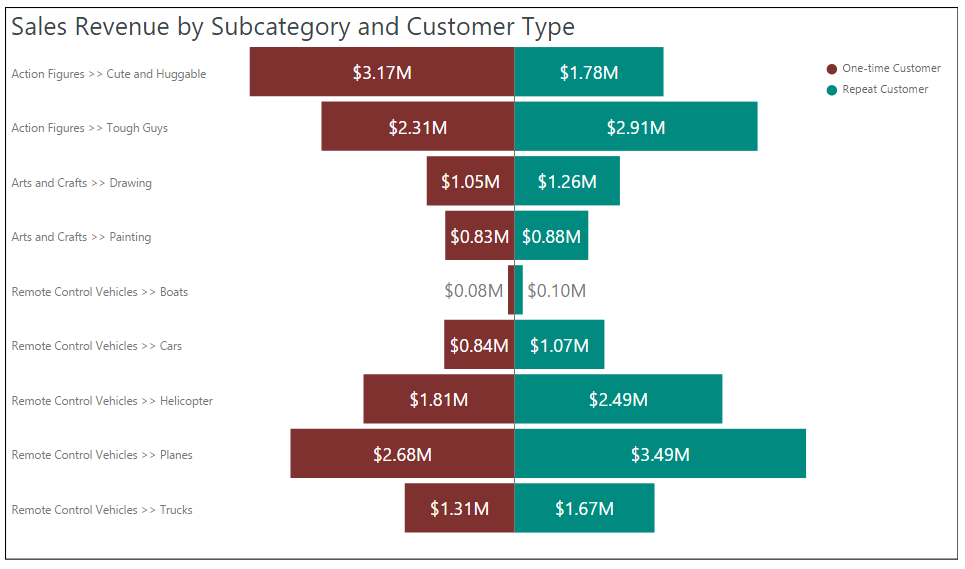 Sales Revenue by Subcategory and Customer Type
One-time Customer
Repeat Customer
Action Figures >> Cute and Huggable $3.17M $1.78M
Action Figures >> Tough Guys $2.31M $2.91M
Arts and Crafts >> Drawing $1.05M $1.26M
Arts and Crafts >> Painting $0.83M $0.88M
Remote Control Vehicles >> Boats $0.08M $0.10M
Remote Control Vehicles >> Cars $0.84M $1.07M
Remote Control Vehicles >> Helicopter $1.81M $2.49M
Remote Control Vehicles >> Planes $2.68M $3.49M
Remote Control Vehicles >> Trucks $1.31M $1.67M